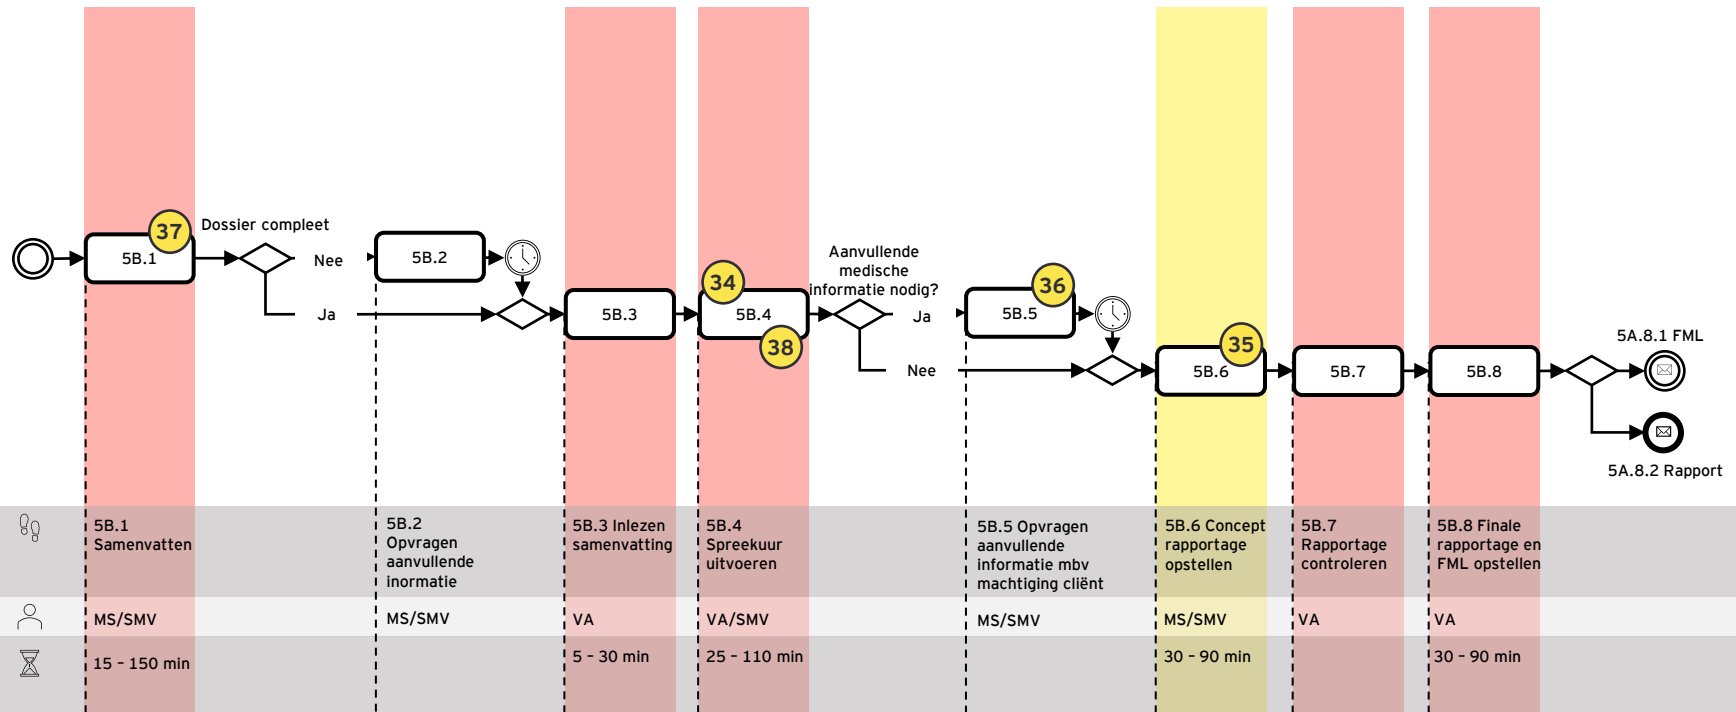 37
Dossier compleet
5B.1
Nee
5B.2
Ja
5B.3
34
5B.4
38
Aanvullende
medische
informatie nodig?
Ja
Nee
36
5B.5
35
5B.6
5B.7
5B.8
5A.8.1 FML
5A.8.2 Rapport
5B.1
Samenvatten
5B.2
Opvragen
aanvullende
inormatie
5B.3 Inlezen
samenvatting
5B.4
Spreekuur
uitvoeren
5B.5 Opvragen
aanvullende
informatie mbv
machtiging cliënt
5B.6 Concept
rapportage
opstellen
5B.7
Rapportage
controleren
5B.8 Finale
rapportage en
FML opstellen
MS/SMV
MS/SMV
VA
VA/SMV
MS/SMV
MS/SMV
VA
VA
15 – 150 min
5 – 30 min
25 – 110 min
30 – 90 min
30 – 90 min